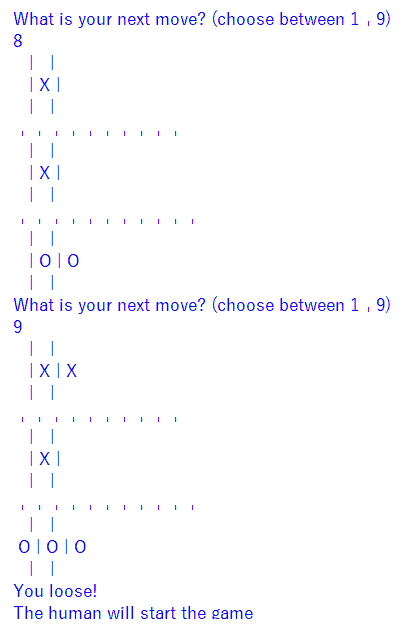 What is your next move? (choose between 1 , 9)
8
| |
| X |
| |
- - - - - - - - - -
| |
| X |
| |
- - - - - - - - - - -
| |
| O | O
| |
What is your next move? (choose between 1 , 9)
9
| |
| X | X
| |
- - - - - - - - - -
| |
| X |
| |
- - - - - - - - - - -
| |
O | O | O
| |
You loose!
The human will start the game